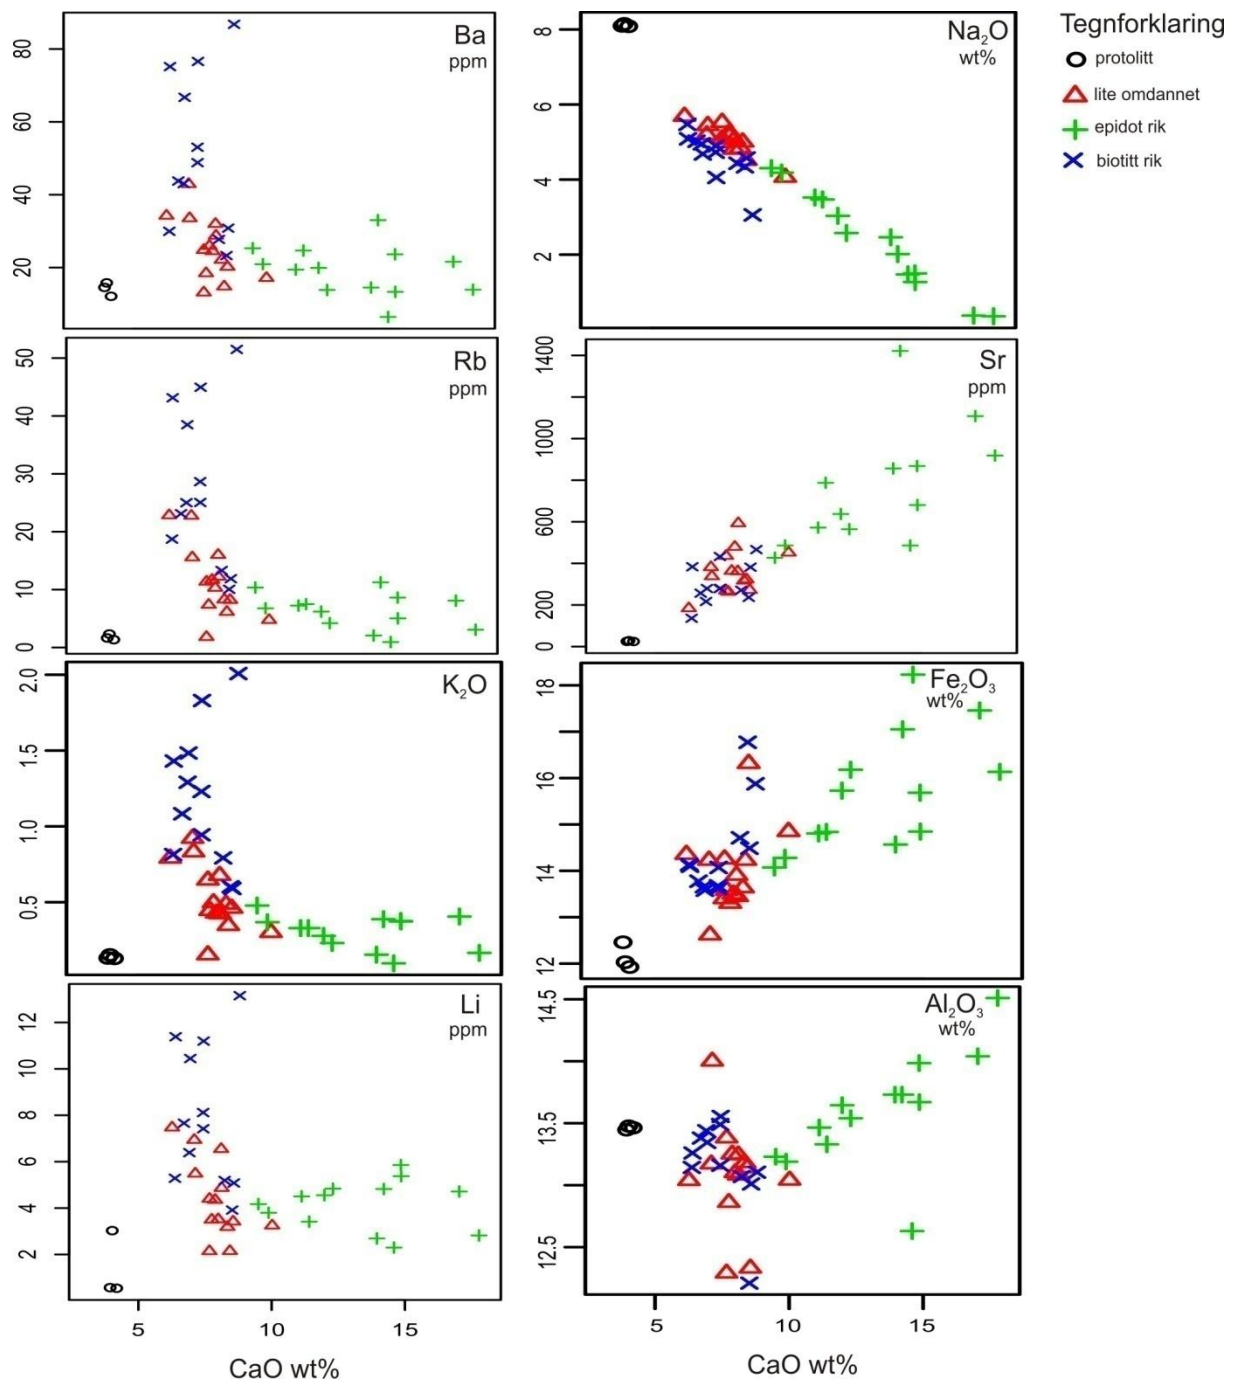 Ba
ppm
80
60
40
20
Na₂O
wt%
8
6
4
2
Tegnforklaring
protolitt
lite omdannet
epidot rik
biotitt rik
Rb
ppm
50
40
30
20
10
0
Sr
ppm
1400
1000
600
200
0
K₂O
2.0
1.5
1.0
0.5
Fe₂O₃
wt%
18
16
14
12
Li
ppm
12
10
8
6
4
2
Al₂O₃
wt%
14.5
13.5
12.5
5 10 15
CaO wt%
5 10 15
CaO wt%